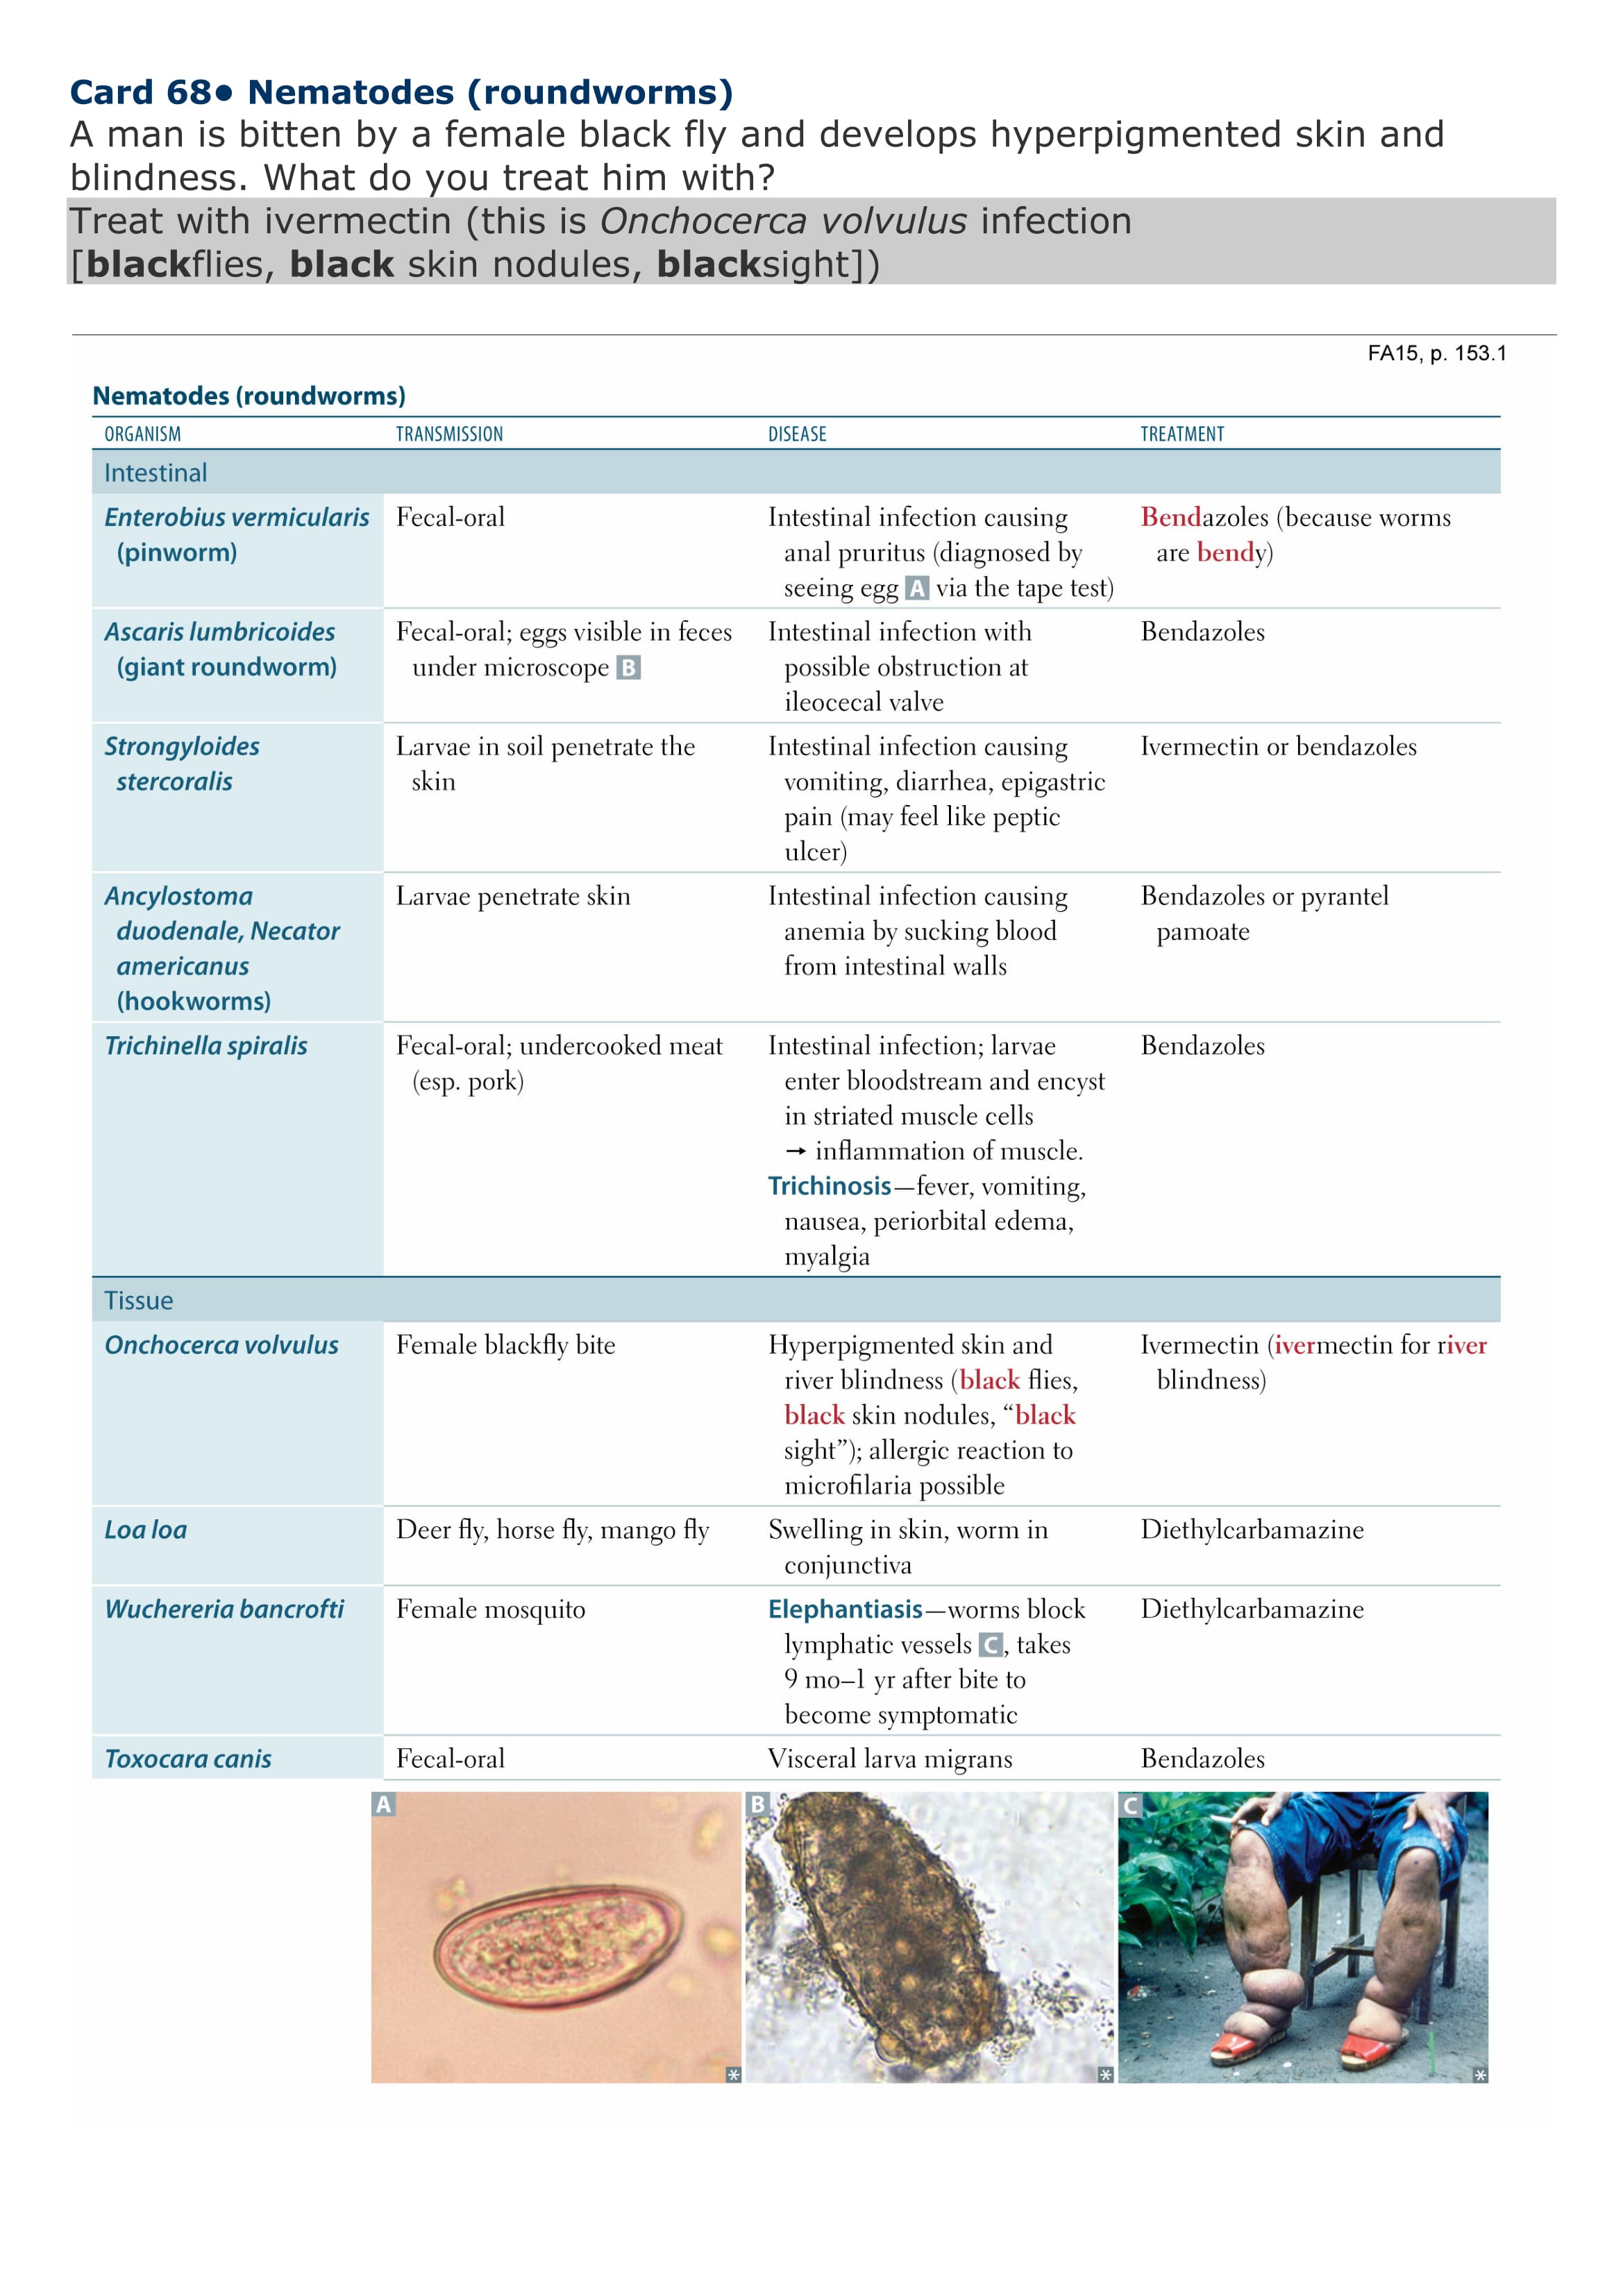 Card 68• Nematodes (roundworms)
A man is bitten by a female black fly and develops hyperpigmented skin and
blindness. What do you treat him with?
Treat with ivermectin (this is Onchocerca volvulus infection
[blackflies, black skin nodules, blacksight])
FA15, p. 153.1
Nematodes (roundworms)
ORGANISM TRANSMISSION DISEASE TREATMENT
Intestinal
Enterobius vermicularis
(pinworm)
Fecal-oral
Intestinal infection causing
anal pruritus (diagnosed by
seeing egg A via the tape test)
Bendazoles (because worms
are bendy)
Ascaris lumbricoides
(giant roundworm)
Fecal-oral; eggs visible in feces
under microscope B
Intestinal infection with
possible obstruction at
ileocecal valve
Bendazoles
Strongyloides
stercoralis
Larvae in soil penetrate the
skin
Intestinal infection causing
vomiting, diarrhea, epigastric
pain (may feel like peptic
ulcer)
Ivermectin or bendazoles
Ancylostoma
duodenale, Necator
americanus
(hookworms)
Larvae penetrate skin
Intestinal infection causing
anemia by sucking blood
from intestinal walls
Bendazoles or pyrantel
pamoate
Trichinella spiralis
Fecal-oral; undercooked meat
(esp. pork)
Intestinal infection; larvae
enter bloodstream and encyst
in striated muscle cells
→ inflammation of muscle.
Trichinosis—fever, vomiting,
nausea, periorbital edema,
myalgia
Bendazoles
Tissue
Onchocerca volvulus
Female blackfly bite
Hyperpigmented skin and
river blindness (black flies,
black skin nodules, “black
sight”); allergic reaction to
microfilaria possible
Ivermectin (ivermectin for river
blindness)
Loa loa
Deer fly, horse fly, mango fly
Swelling in skin, worm in
conjunctiva
Diethylcarbamazine
Wuchereria bancrofti
Female mosquito
Elephantiasis—worms block
lymphatic vessels C, takes
9 mo–1 yr after bite to
become symptomatic
Diethylcarbamazine
Toxocara canis
Fecal-oral
Visceral larva migrans
Bendazoles
A B C
* * *